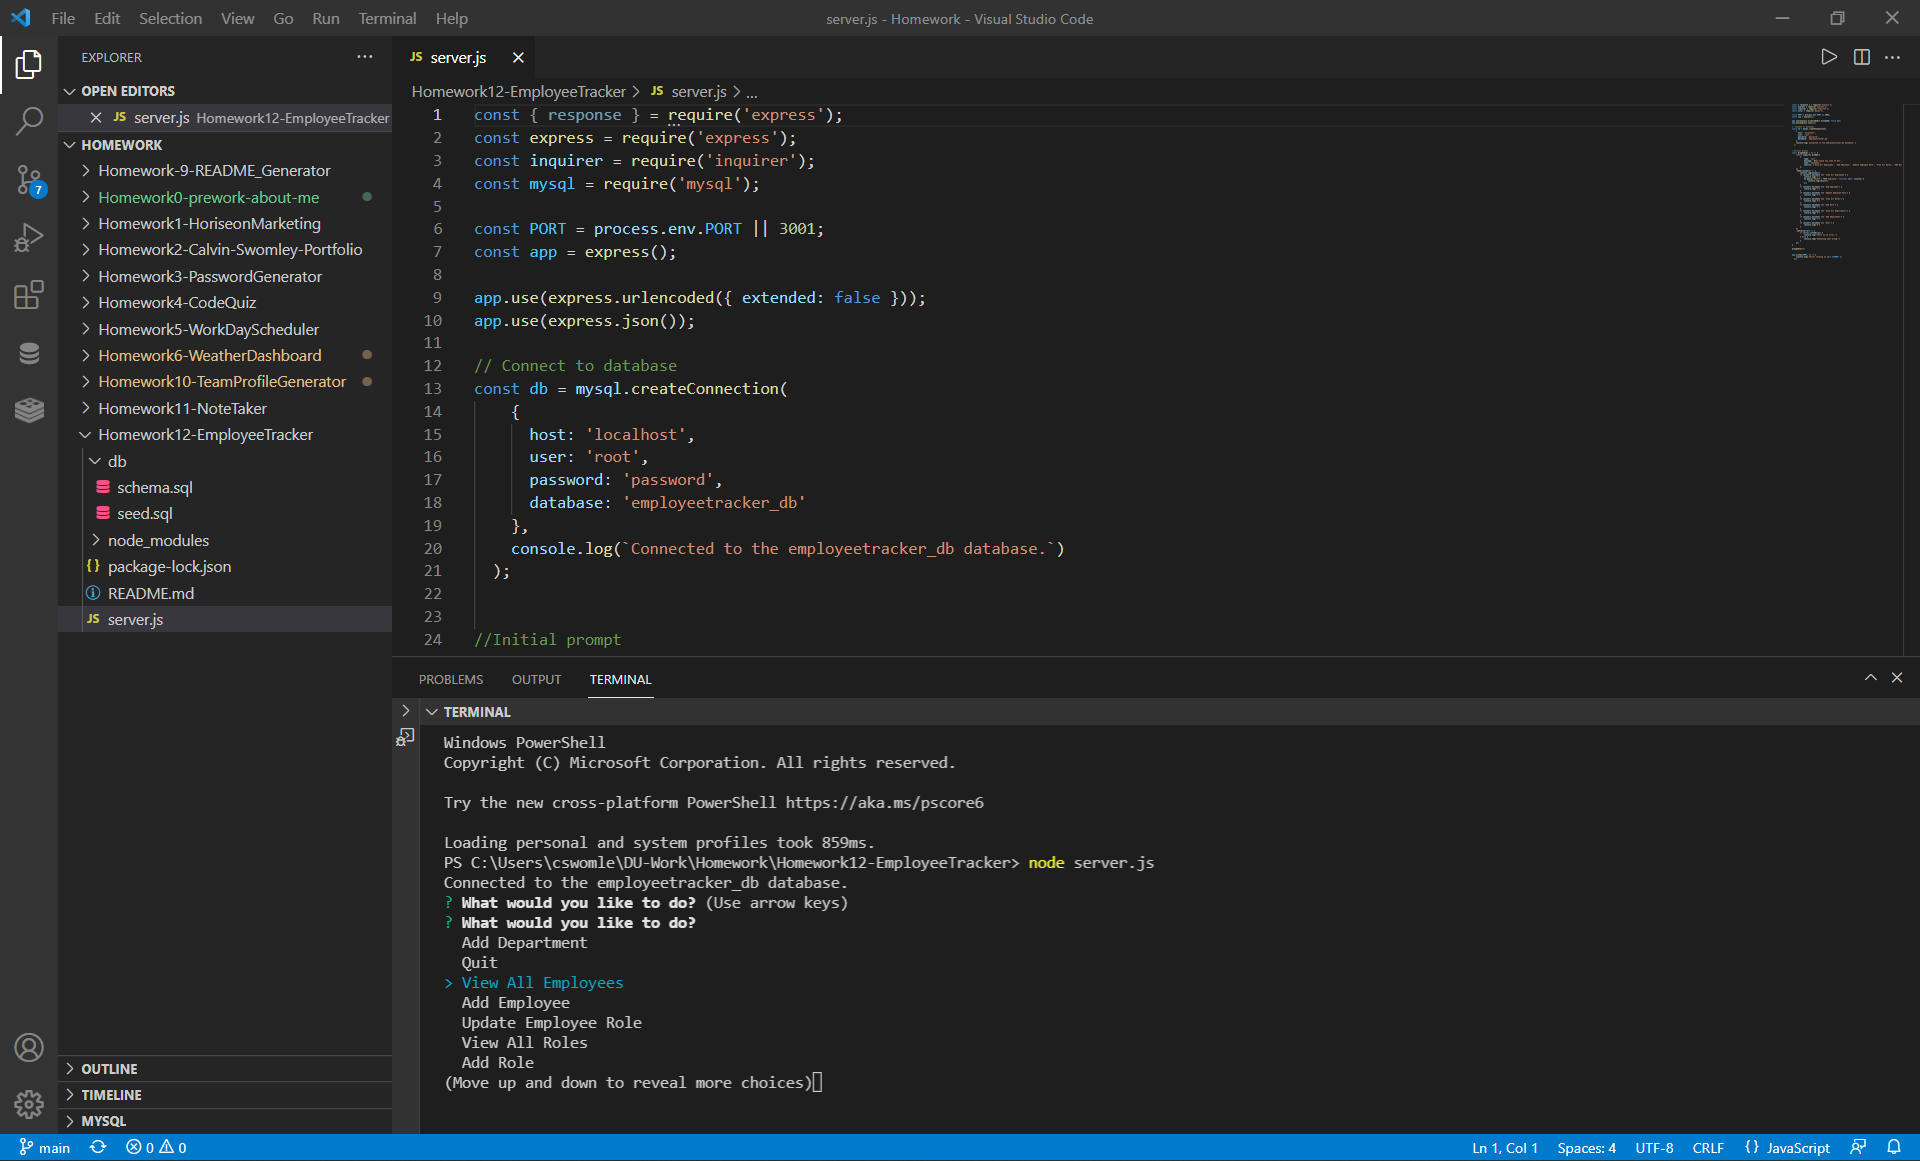 File Edit Selection View Go Run Terminal Help
server.js - Homework - Visual Studio Code
EXPLORER
OPEN EDITORS
JS server.js Homework12-EmployeeTracker
HOMEWORK
Homework-9-README_Generator
Homework0-prework-about-me
Homework1-HoriseonMarketing
Homework2-Calvin-Swomley-Portfolio
Homework3-PasswordGenerator
Homework4-CodeQuiz
Homework5-WorkDayScheduler
Homework6-WeatherDashboard
Homework10-TeamProfileGenerator
Homework11-NoteTaker
Homework12-EmployeeTracker
db
schema.sql
seed.sql
node_modules
{} package-lock.json
README.md
JS server.js
OUTLINE
TIMELINE
MYSQL
7
JS server.js
Homework12-EmployeeTracker > JS server.js > ...
1 const { response } = require('express');
2 const express = require('express');
3 const inquirer = require('inquirer');
4 const mysql = require('mysql');
5
6 const PORT = process.env.PORT || 3001;
7 const app = express();
8
9 app.use(express.urlencoded({ extended: false }));
10 app.use(express.json());
11
12 // Connect to database
13 const db = mysql.createConnection(
14 {
15 host: 'localhost',
16 user: 'root',
17 password: 'password',
18 database: 'employeetracker_db'
19 },
20 console.log(`Connected to the employeetracker_db database.`)
21 );
22
23
24 //Initial prompt
PROBLEMS OUTPUT TERMINAL
TERMINAL
Windows PowerShell
Copyright (C) Microsoft Corporation. All rights reserved.
Try the new cross-platform PowerShell https://aka.ms/pscore6
Loading personal and system profiles took 859ms.
PS C:\Users\cswomle\DU-Work\Homework\Homework12-EmployeeTracker> node server.js
Connected to the employeetracker_db database.
? What would you like to do? (Use arrow keys)
? What would you like to do?
Add Department
Quit
> View All Employees
Add Employee
Update Employee Role
View All Roles
Add Role
(Move up and down to reveal more choices)
main 0 0 Ln 1, Col 1 Spaces: 4 UTF-8 CRLF {} JavaScript